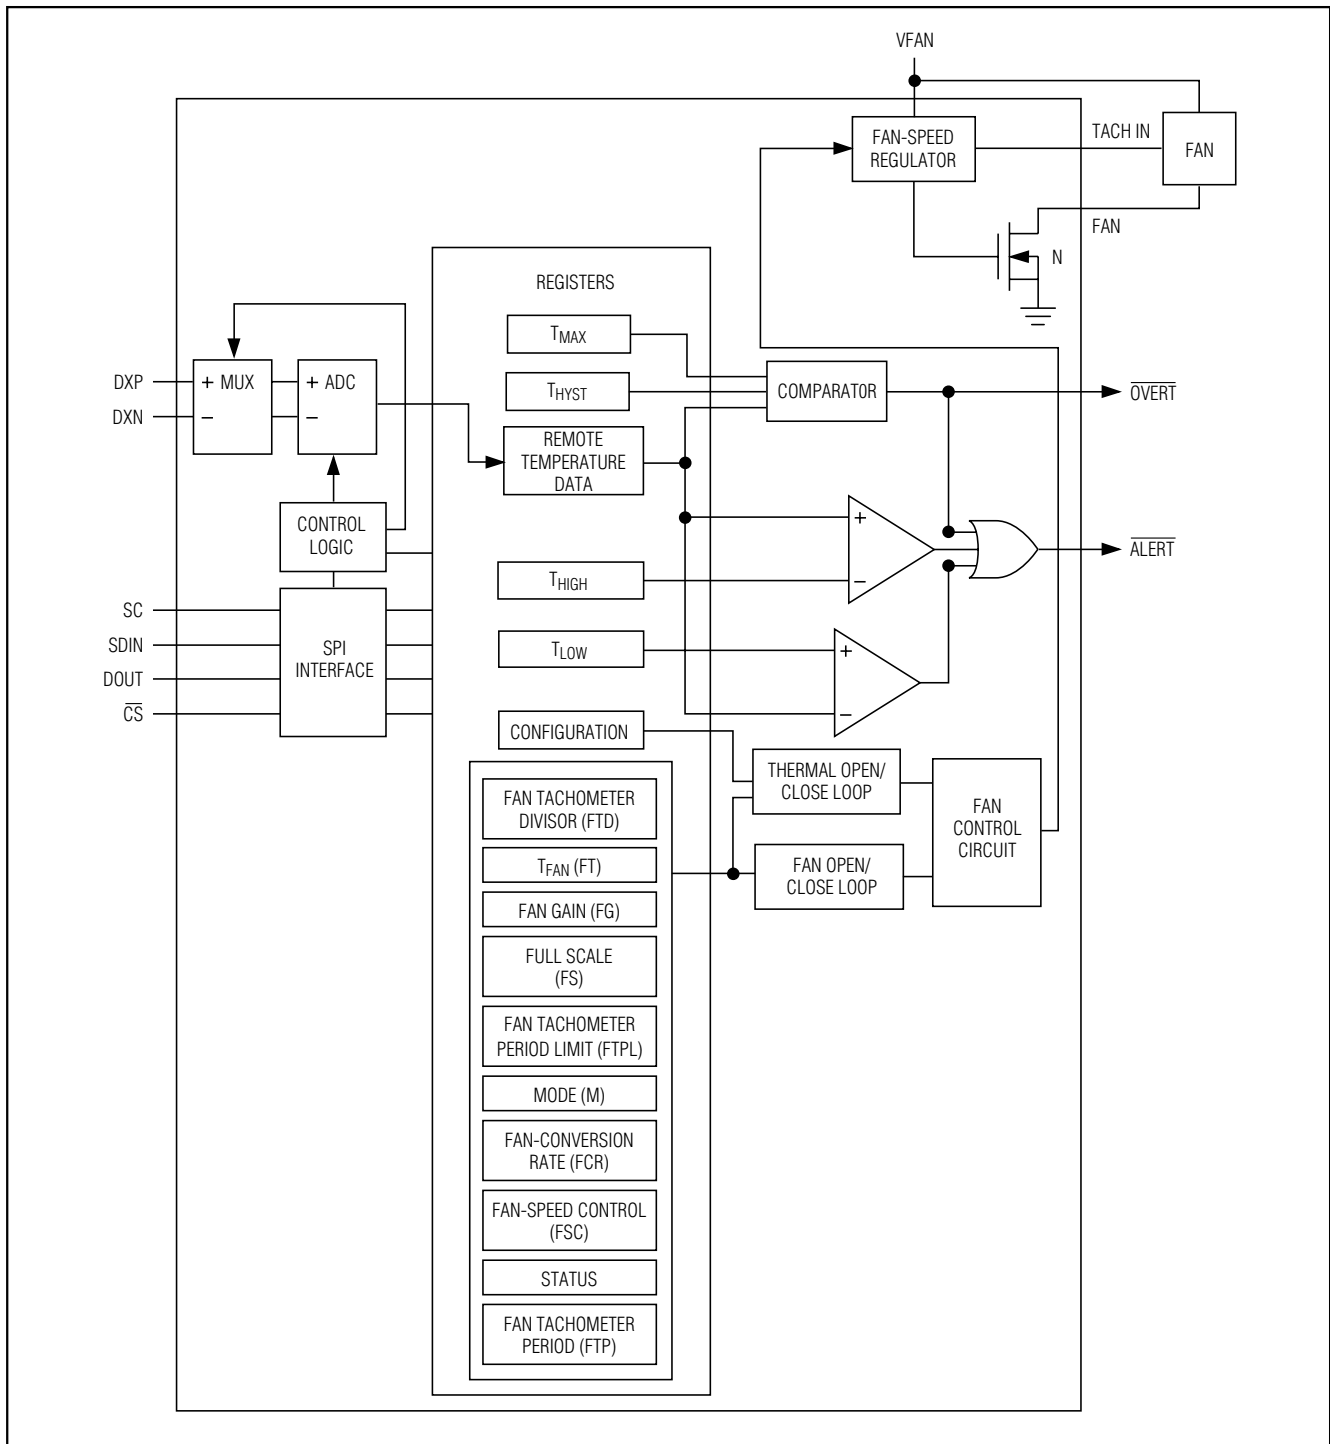 VFAN
FAN-SPEED
REGULATOR
TACH IN
FAN
FAN
N
REGISTERS
TMAX
THYST
REMOTE
TEMPERATURE
DATA
COMPARATOR
OVERT
DXP
DXN
+ MUX
−
+ ADC
−
CONTROL
LOGIC
+
−
ALERT
THIGH
TLOW
+
−
SC
SDIN
DOUT
CS
SPI
INTERFACE
CONFIGURATION
THERMAL OPEN/
CLOSE LOOP
FAN OPEN/
CLOSE LOOP
FAN
CONTROL
CIRCUIT
FAN TACHOMETER
DIVISOR (FTD)
TFAN (FT)
FAN GAIN (FG)
FULL SCALE
(FS)
FAN TACHOMETER
PERIOD LIMIT (FTPL)
MODE (M)
FAN-CONVERSION
RATE (FCR)
FAN-SPEED CONTROL
(FSC)
STATUS
FAN TACHOMETER
PERIOD (FTP)